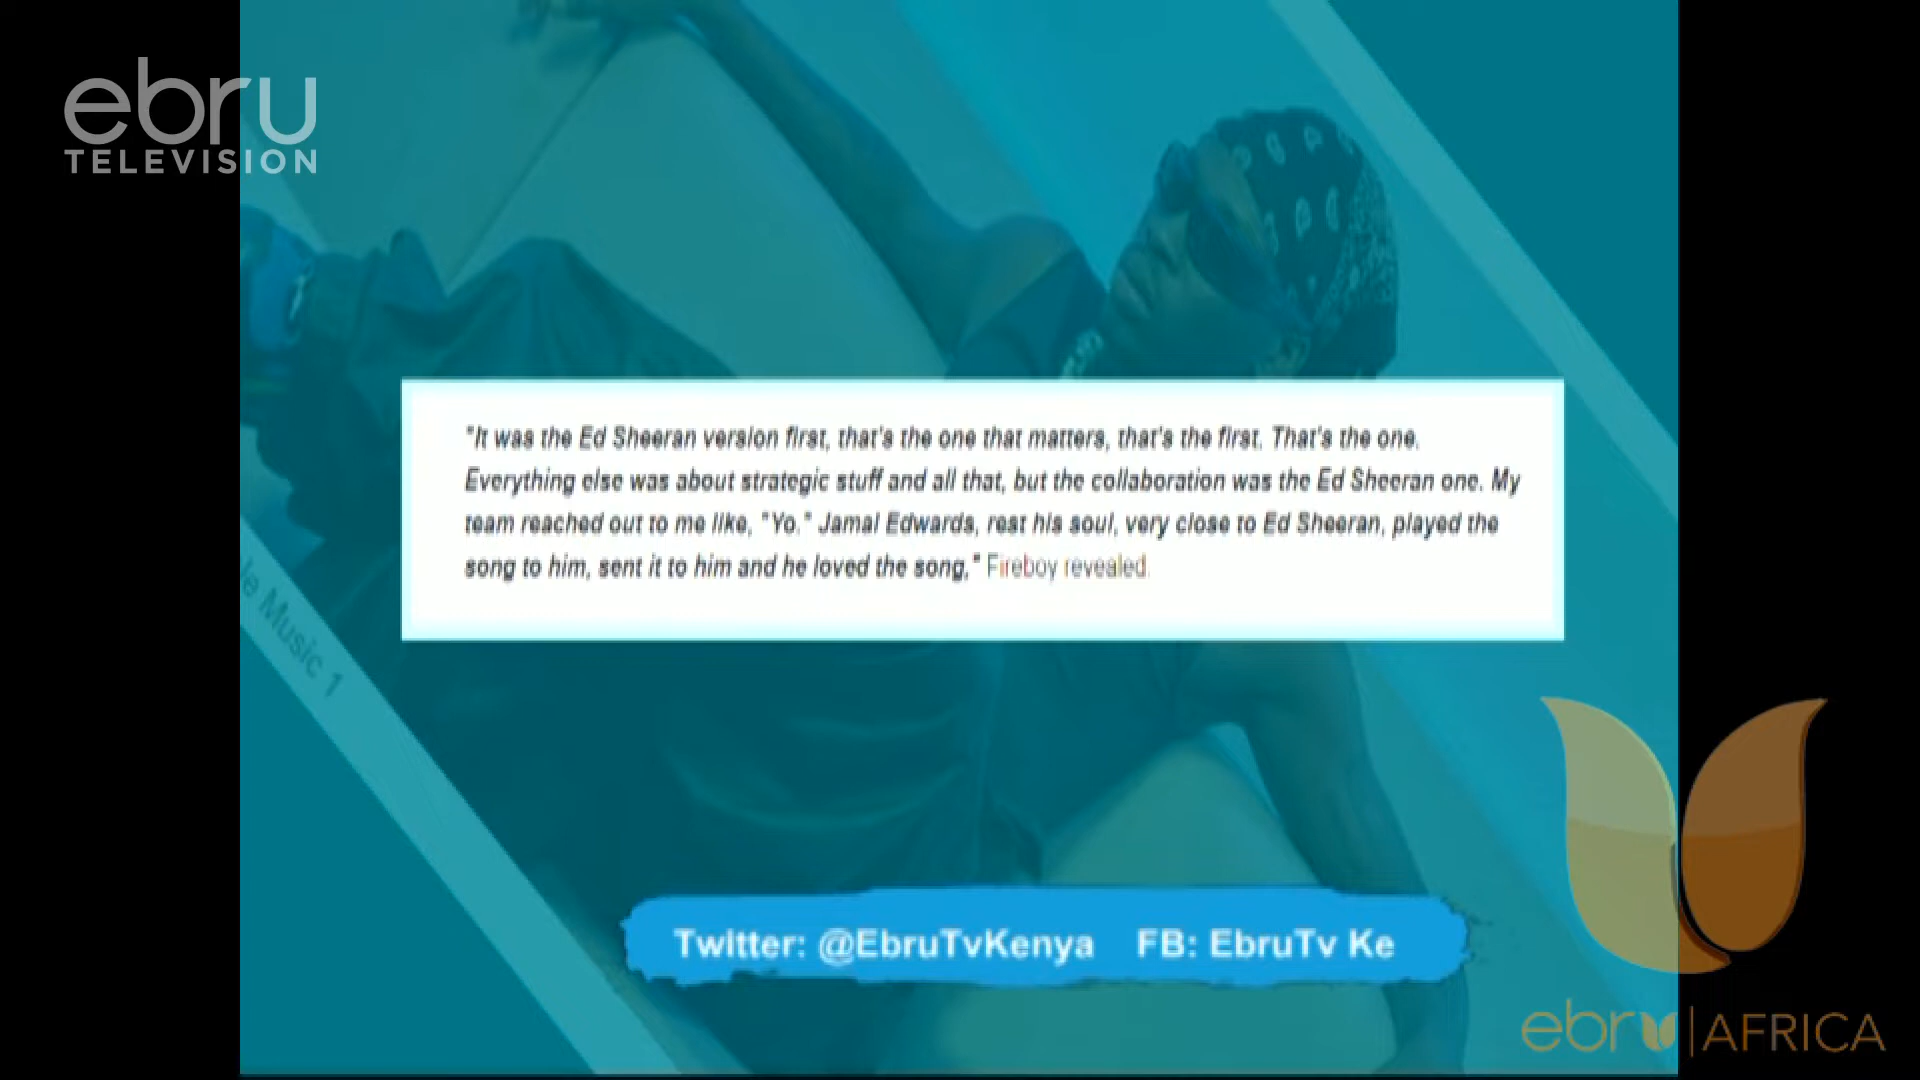 ebru
TELEVISION
"It was the Ed Sheeran version first, that's the one that matters, that's the first. That's the one.
Everything else was about strategic stuff and all that, but the collaboration was the Ed Sheeran one. My
team reached out to me like, "Yo." Jamal Edwards, rest his soul, very close to Ed Sheeran, played the
song to him, sent it to him and he loved the song," Fireboy revealed.
Music 1
Twitter: @EbruTvKenya FB: EbruTv Ke
ebru | AFRICA